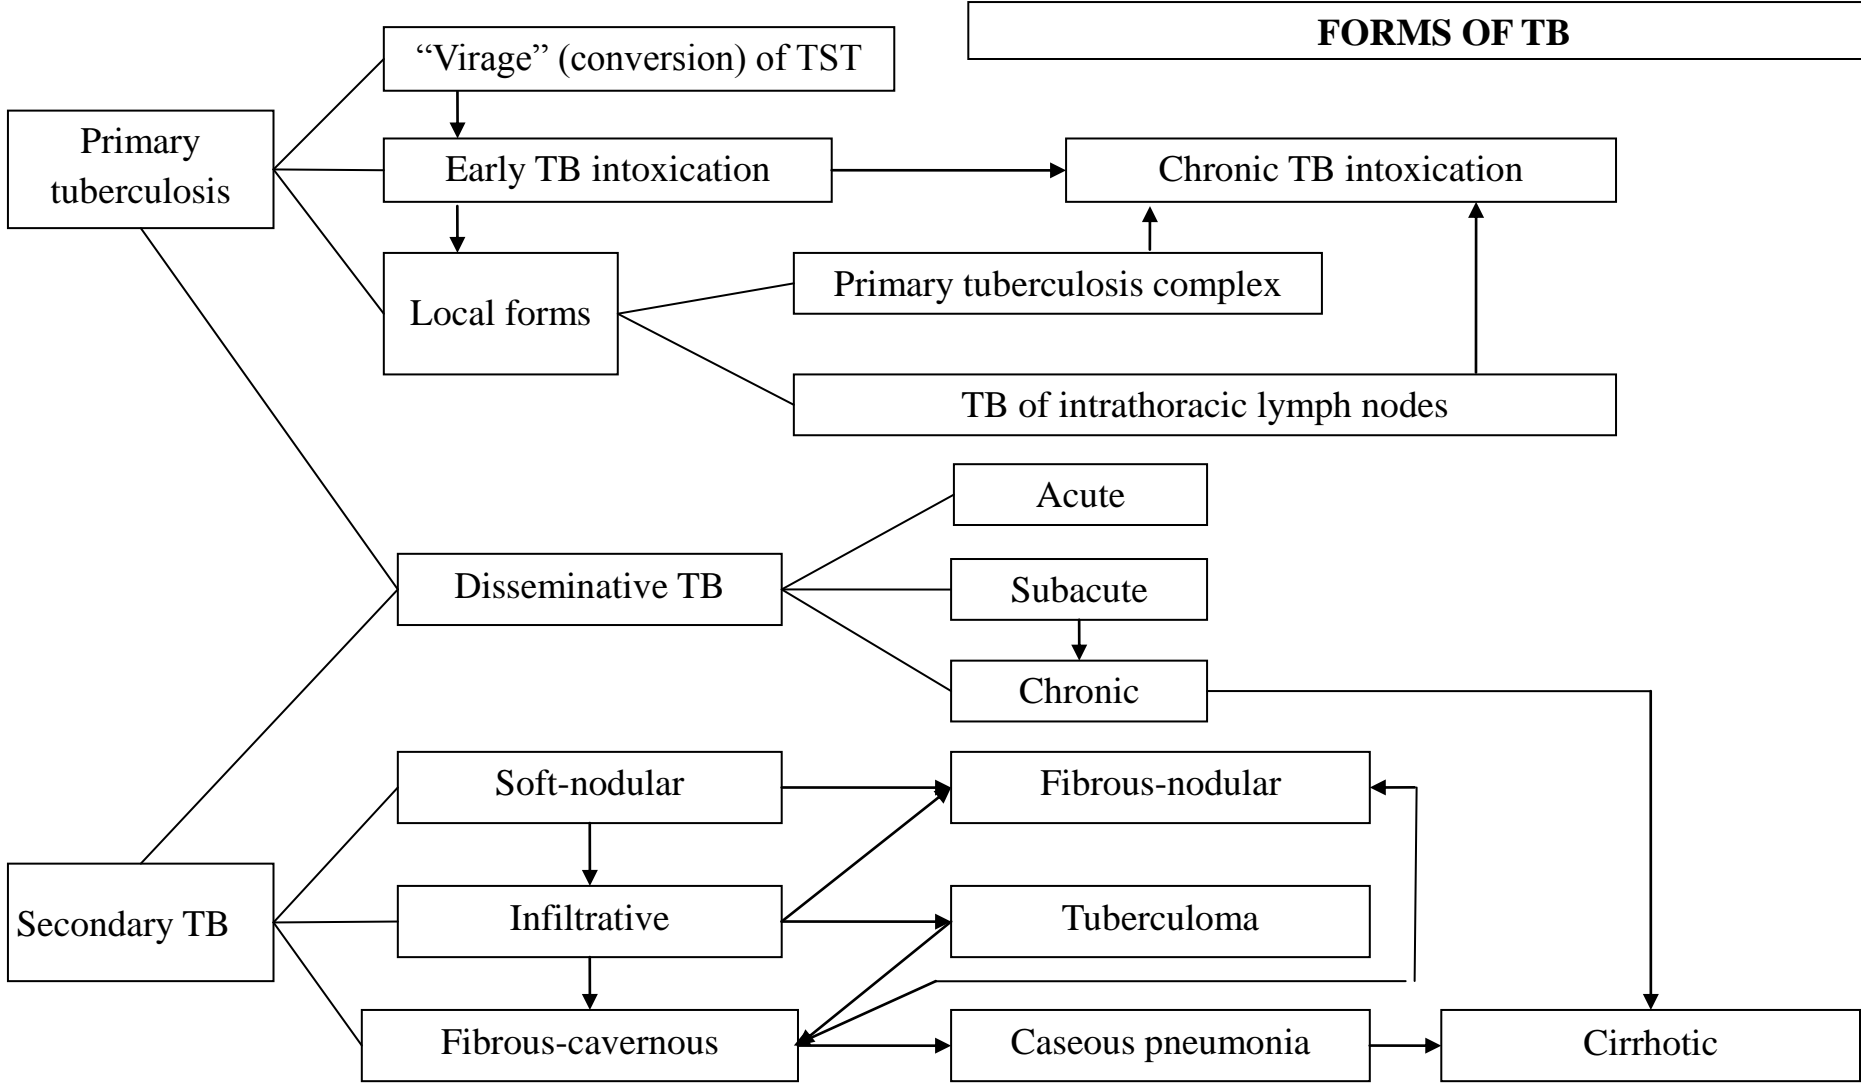 FORMS OF TB
“Virage” (conversion) of TST
Primary
tuberculosis
Early TB intoxication
Chronic TB intoxication
Local forms
Primary tuberculosis complex
TB of intrathoracic lymph nodes
Acute
Disseminative TB
Subacute
Chronic
Soft-nodular
Fibrous-nodular
Secondary TB
Infiltrative
Tuberculoma
Fibrous-cavernous
Caseous pneumonia
Cirrhotic